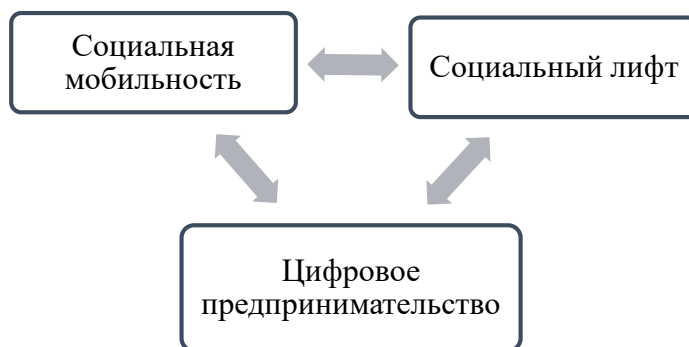 Социальная
мобильность
Социальный лифт
Цифровое
предпринимательство